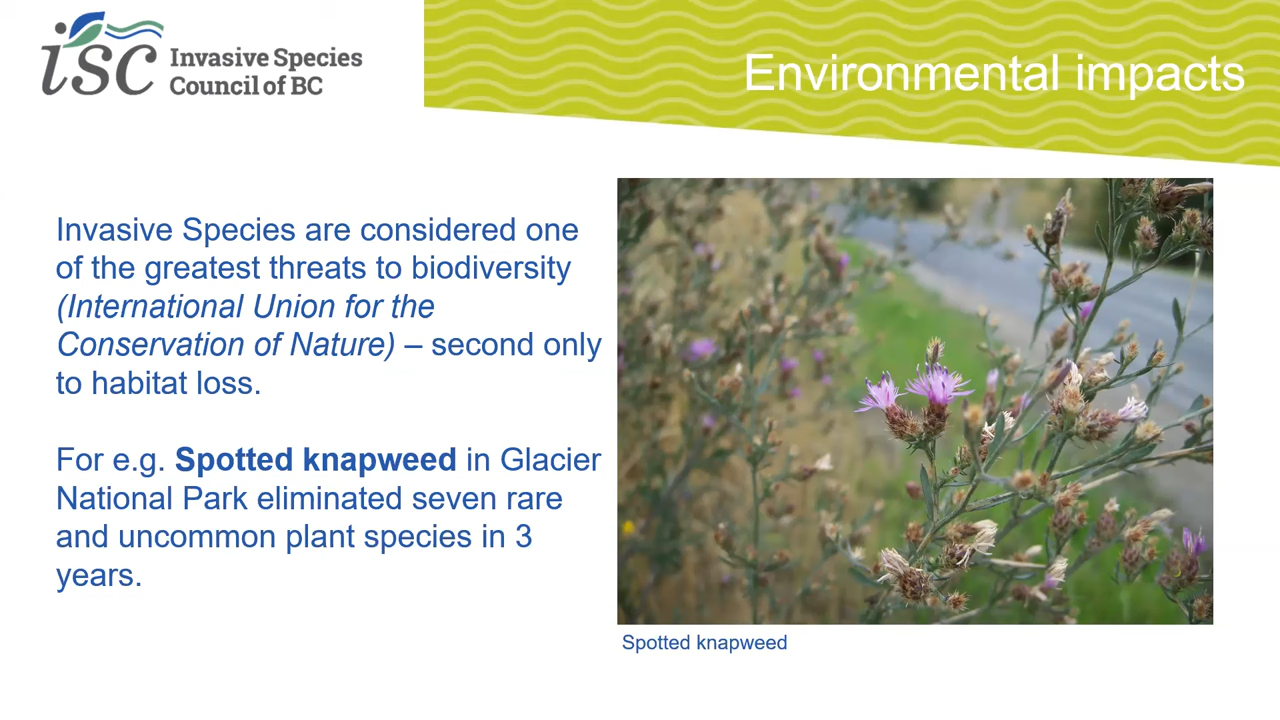 isc
Invasive Species
Council of BC
Environmental impacts
Invasive Species are considered one
of the greatest threats to biodiversity
(International Union for the
Conservation of Nature) – second only
to habitat loss.
For e.g. Spotted knapweed in Glacier
National Park eliminated seven rare
and uncommon plant species in 3
years.
Spotted knapweed